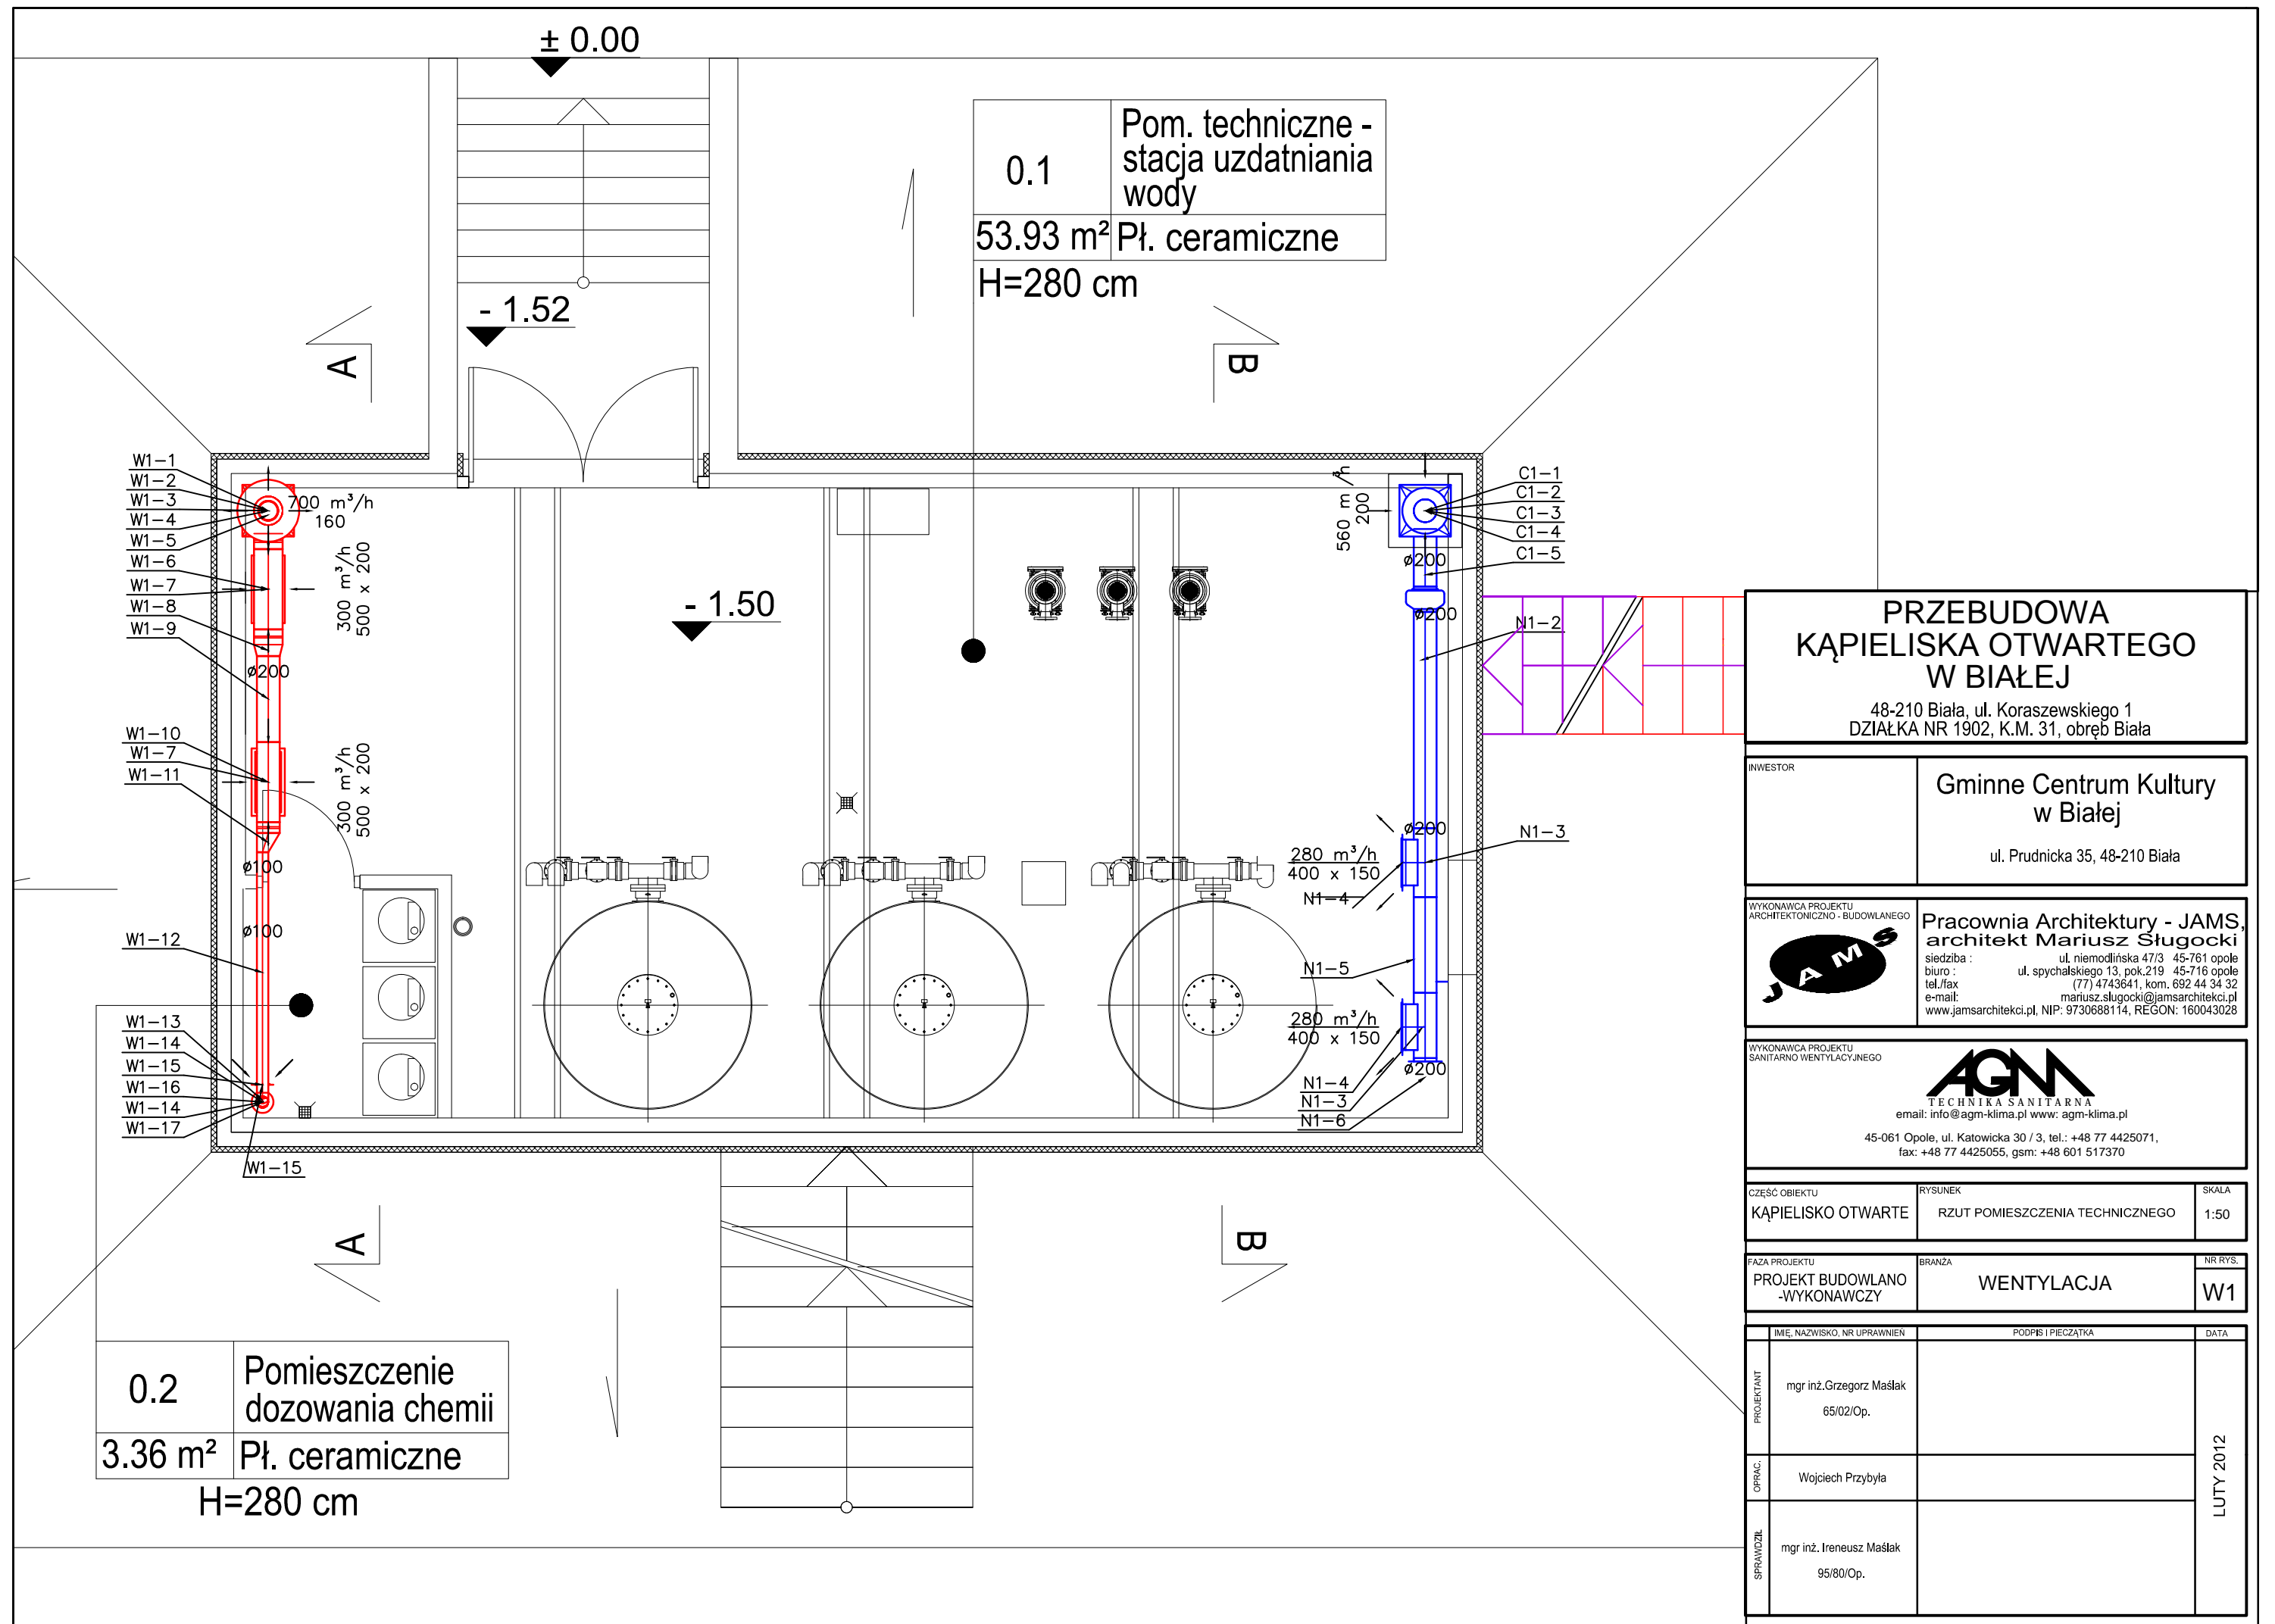 ± 0.00
- 1.52
0.1
Pom. techniczne -
stacja uzdatniania
wody
53.93 m² Pł. ceramiczne
H=280 cm
A
B
W1-1
W1-2
W1-3
W1-4
W1-5
W1-6
W1-7
W1-8
W1-9
W1-10
W1-7
W1-11
W1-12
W1-13
W1-14
W1-15
W1-16
W1-14
W1-17
W1-15
700 m³/h
160
300 m³/h
500 x 200
ø200
300 m³/h
500 x 200
ø100
ø100
- 1.50
560 m³/h
200
C1-1
C1-2
C1-3
C1-4
C1-5
ø200
ø200
N1-2
ø200
N1-3
280 m³/h
400 x 150
N1-4
N1-5
280 m³/h
400 x 150
ø200
N1-4
N1-3
N1-6
A
B
0.2
Pomieszczenie
dozowania chemii
3.36 m² Pł. ceramiczne
H=280 cm
PRZEBUDOWA
KĄPIELISKA OTWARTEGO
W BIAŁEJ
48-210 Biała, ul. Koraszewskiego 1
DZIAŁKA NR 1902, K.M. 31, obręb Biała
INWESTOR
Gminne Centrum Kultury
w Białej
ul. Prudnicka 35, 48-210 Biała
WYKONAWCA PROJEKTU
ARCHITEKTONICZNO - BUDOWLANEGO
JAMS
Pracownia Architektury - JAMS,
architekt Mariusz Sługocki
siedziba : ul. niemodlińska 47/3 45-761 opole
biuro : ul. spychalskiego 13, pok.219 45-716 opole
tel./fax (77) 4743641, kom. 692 44 34 32
e-mail: mariusz.slugocki@jamsarchitekci.pl
www.jamsarchitekci.pl, NIP: 9730688114, REGON: 160043028
WYKONAWCA PROJEKTU
SANITARNO WENTYLACYJNEGO
AGM
TECHNIKA SANITARNA
email: info@agm-klima.pl www: agm-klima.pl
45-061 Opole, ul. Katowicka 30 / 3, tel.: +48 77 4425071,
fax: +48 77 4425055, gsm: +48 601 517370
CZĘŚĆ OBIEKTU
KĄPIELISKO OTWARTE
RYSUNEK
RZUT POMIESZCZENIA TECHNICZNEGO
SKALA
1:50
FAZA PROJEKTU
PROJEKT BUDOWLANO
-WYKONAWCZY
BRANŻA
WENTYLACJA
NR RYS.
W1
IMIĘ, NAZWISKO, NR UPRAWNIEŃ
PODPIS I PIECZĄTKA
DATA
PROJEKTANT
mgr inż.Grzegorz Maślak
65/02/Op.
OPRAC.
Wojciech Przybyła
SPRAWDZIŁ
mgr inż. Ireneusz Maślak
95/80/Op.
LUTY 2012